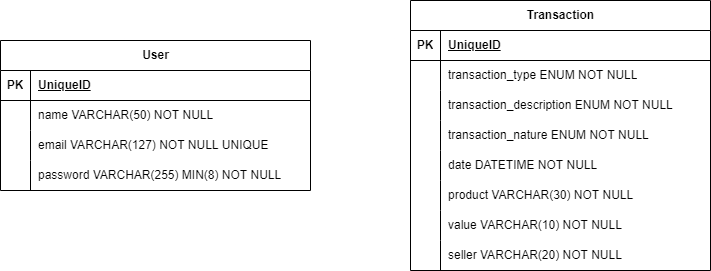 User
PK UniqueID
name VARCHAR(50) NOT NULL
email VARCHAR(127) NOT NULL UNIQUE
password VARCHAR(255) MIN(8) NOT NULL
Transaction
PK UniqueID
transaction_type ENUM NOT NULL
transaction_description ENUM NOT NULL
transaction_nature ENUM NOT NULL
date DATETIME NOT NULL
product VARCHAR(30) NOT NULL
value VARCHAR(10) NOT NULL
seller VARCHAR(20) NOT NULL